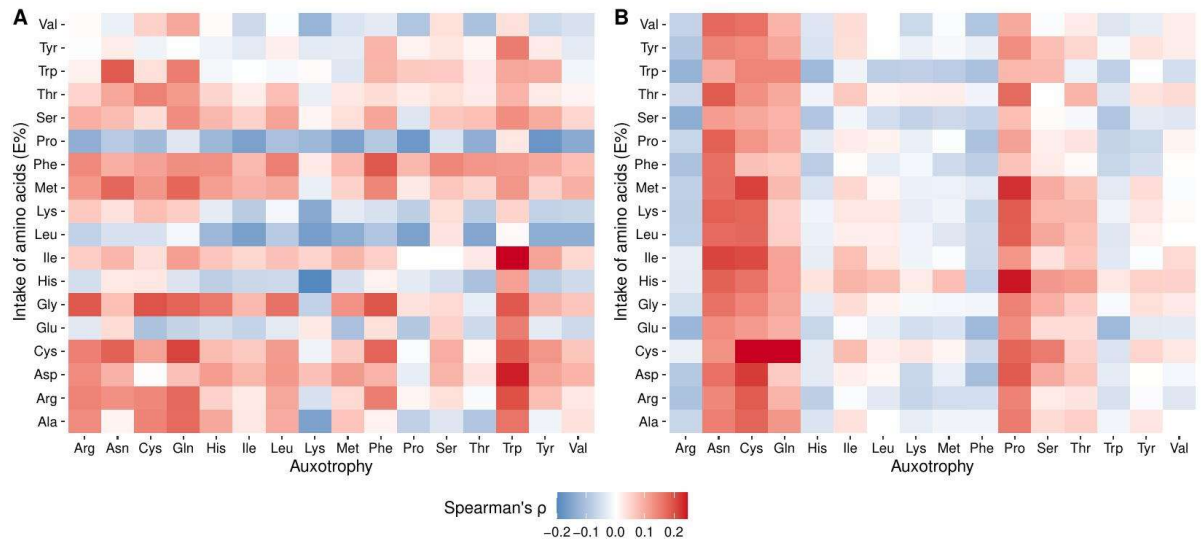 A
Intake of amino acids (E%)
Val
Tyr
Trp
Thr
Ser
Pro
Phe
Met
Lys
Leu
Ile
His
Gly
Glu
Cys
Asp
Arg
Ala
Arg Asn Cys Gln His Ile Leu Lys Met Phe Pro Ser Thr Trp Tyr Val
Auxotrophy
B
Intake of amino acids (E%)
Val
Tyr
Trp
Thr
Ser
Pro
Phe
Met
Lys
Leu
Ile
His
Gly
Glu
Cys
Asp
Arg
Ala
Arg Asn Cys Gln His Ile Leu Lys Met Phe Pro Ser Thr Trp Tyr Val
Auxotrophy
Spearman's ρ
−0.2 −0.1 0.0 0.1 0.2